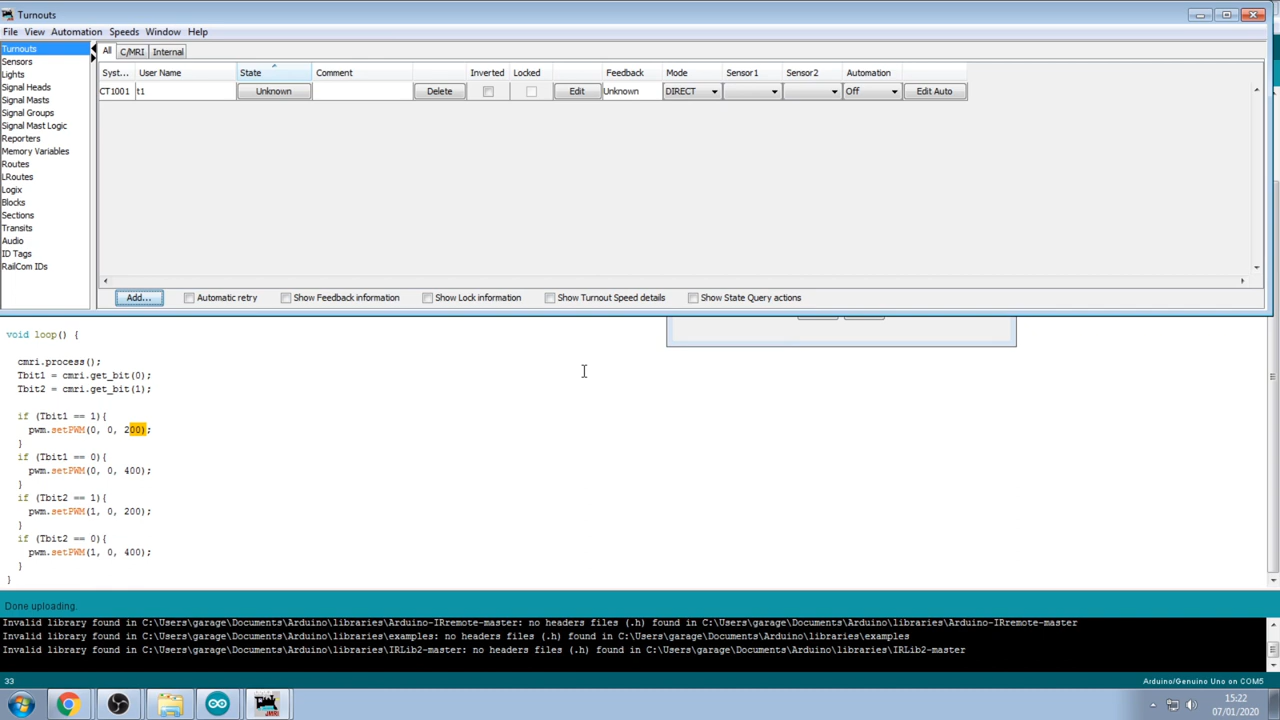 Turnouts
File View Automation Speeds Window Help
Turnouts
Sensors
Lights
Signal Heads
Signal Masts
Signal Groups
Signal Mast Logic
Reporters
Memory Variables
Routes
LRoutes
Logix
Blocks
Sections
Transits
Audio
ID Tags
RailCom IDs
All C/MRI Internal
Syst... User Name State Comment Inverted Locked Feedback Mode Sensor1 Sensor2 Automation
CT1001 t1 Unknown Delete Edit Unknown DIRECT Off Edit Auto
Add... Automatic retry Show Feedback information Show Lock information Show Turnout Speed details Show State Query actions
void loop() {
cmri.process();
Tbit1 = cmri.get_bit(0);
Tbit2 = cmri.get_bit(1);
if (Tbit1 == 1){
pwm.setPWM(0, 0, 200);
}
if (Tbit1 == 0){
pwm.setPWM(0, 0, 400);
}
if (Tbit2 == 1){
pwm.setPWM(1, 0, 200);
}
if (Tbit2 == 0){
pwm.setPWM(1, 0, 400);
}
}
Done uploading.
Invalid library found in C:\Users\garage\Documents\Arduino\libraries\Arduino-IRremote-master: no headers files (.h) found in C:\Users\garage\Documents\Arduino\libraries\Arduino-IRremote-master
Invalid library found in C:\Users\garage\Documents\Arduino\libraries\examples: no headers files (.h) found in C:\Users\garage\Documents\Arduino\libraries\examples
Invalid library found in C:\Users\garage\Documents\Arduino\libraries\IRLib2-master: no headers files (.h) found in C:\Users\garage\Documents\Arduino\libraries\IRLib2-master
33 Arduino/Genuino Uno on COM5
JMRI
15:22
07/01/2020